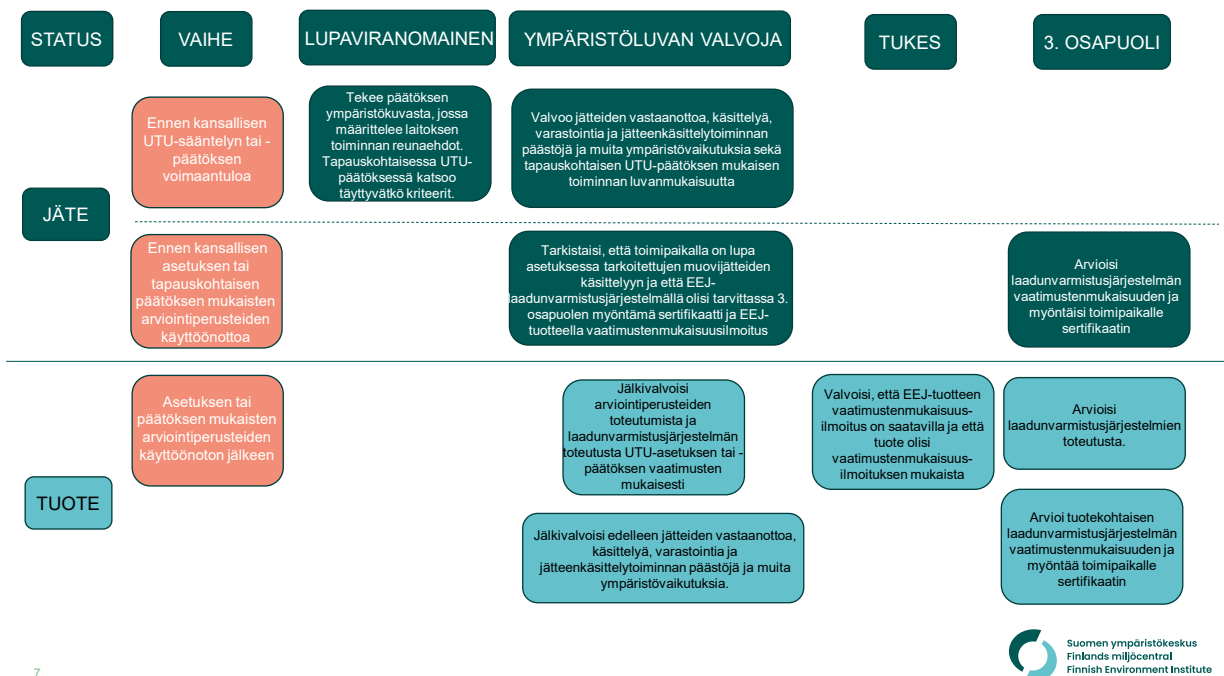 STATUS
VAIHE
LUPAVIRANOMAINEN
YMPÄRISTÖLUVAN VALVOJA
TUKES
3. OSAPUOLI
JÄTE
Ennen kansallisen
UTU-sääntelyn tai -
päätöksen
voimaantuloa
Tekee päätöksen
ympäristökuvasta, jossa
määrittelee laitoksen
toiminnan reunaehdot.
Tapauskohtaisessa UTU-
päätöksessä katsoo
täyttyvätkö kriteerit.
Valvoo jätteiden vastaanottoa, käsittelyä,
varastointia ja jätteenkäsittelytoiminnan
päästöjä ja muita ympäristövaikutuksia sekä
tapauskohtaisen UTU-päätöksen mukaisen
toiminnan luvanmukaisuutta
Ennen kansallisen
asetuksen tai
tapauskohtaisen
päätöksen mukaisten
arviointiperusteiden
käyttöönottoa
Tarkistaisi, että toimipaikalla on lupa
asetuksessa tarkoitettujen muovijätteiden
käsittelyyn ja että EEJ-
laadunvarmistusjärjestelmällä olisi tarvittassa 3.
osapuolen myöntämä sertifikaatti ja EEJ-
tuotteella vaatimustenmukaisuusilmoitus
Arvioisi
laadunvarmistusjärjestelmän
vaatimustenmukaisuuden ja
myöntäisi toimipaikalle
sertifikaatin
TUOTE
Asetuksen tai
päätöksen mukaisten
arviointiperusteiden
käyttöönoton jälkeen
Jälkivalvoisi
arviointiperusteiden
toteutumista ja
laadunvarmistusjärjestelmän
toteutusta UTU-asetuksen tai -
päätöksen vaatimusten
mukaisesti
Valvoisi, että EEJ-tuotteen
vaatimustenmukaisuus-
ilmoitus on saatavilla ja että
tuote olisi
vaatimustenmukaisuus-
ilmoituksen mukaista
Arvioisi
laadunvarmistusjärjestelmien
toteutusta.
Jälkivalvoisi edelleen jätteiden vastaanottoa,
käsittelyä, varastointia ja
jätteenkäsittelytoiminnan päästöjä ja muita
ympäristövaikutuksia.
Arvioi tuotekohtaisen
laadunvarmistusjärjestelmän
vaatimustenmukaisuuden ja
myöntää toimipaikalle
sertifikaatin
7
Suomen ympäristökeskus
Finlands miljöcentral
Finnish Environment Institute